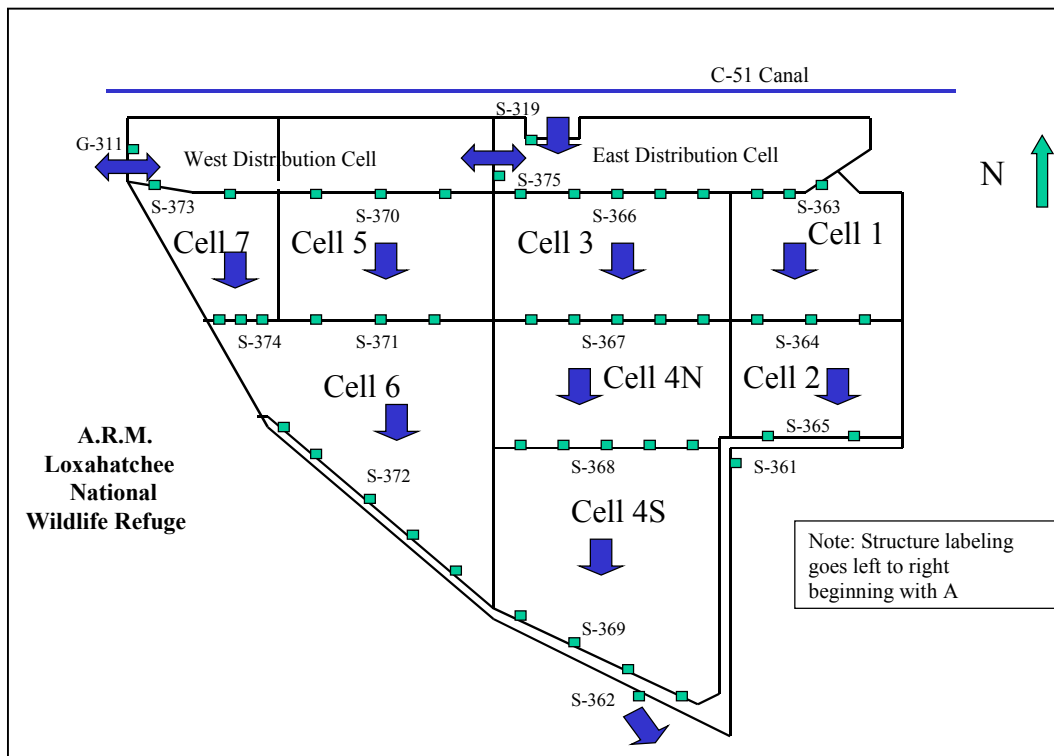 C-51 Canal
S-319
G-311
West Distribution Cell
East Distribution Cell
S-375
N
S-373
S-370
S-366
S-363
Cell 7
Cell 5
Cell 3
Cell 1
S-374
S-371
S-367
S-364
Cell 6
Cell 4N
Cell 2
A.R.M.
Loxahatchee
National
Wildlife Refuge
S-365
S-372
S-368
S-361
Cell 4S
Note: Structure labeling
goes left to right
beginning with A
S-369
S-362